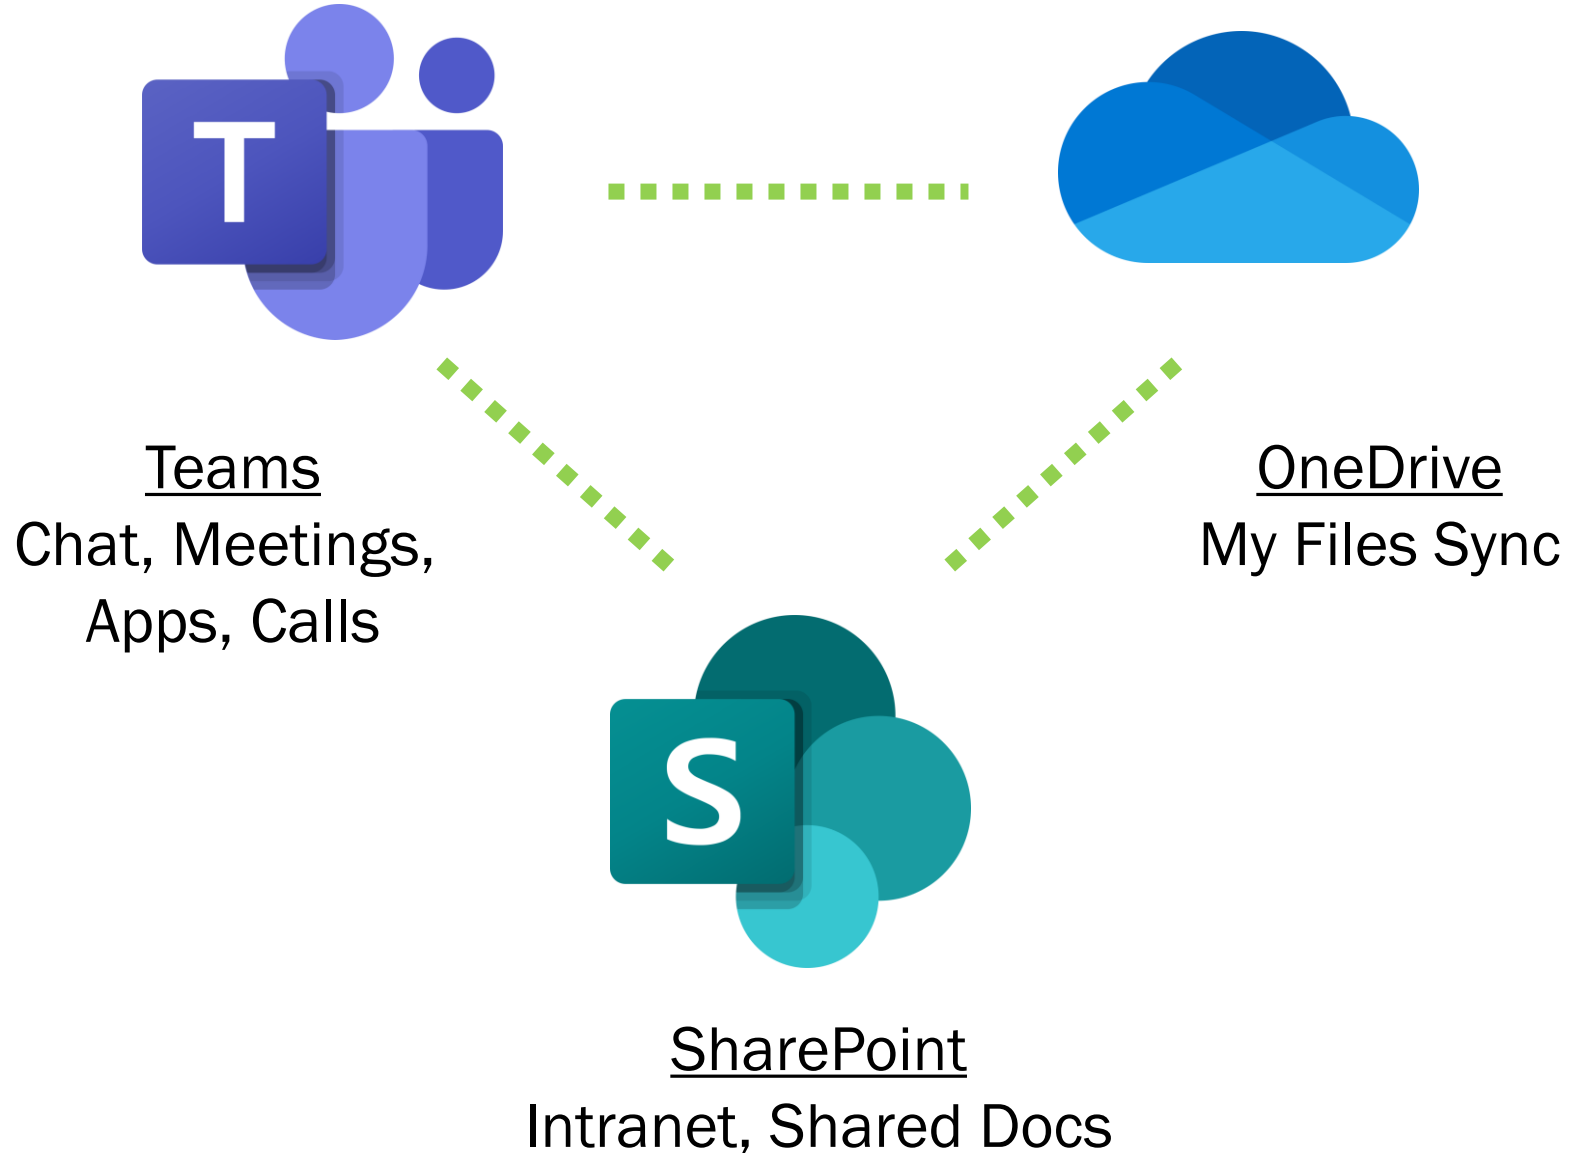 T
Teams
Chat, Meetings,
Apps, Calls
OneDrive
My Files Sync
S
SharePoint
Intranet, Shared Docs